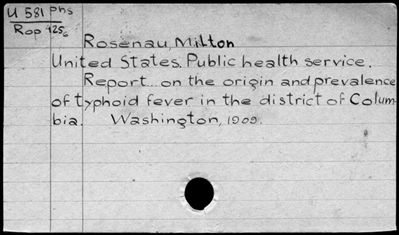 U 581 phs
Rop 125
Rosenau, Milton
United States. Public health service.
Report... on the origin and prevalence
of typhoid fever in the district of Colum-
bia. Washington, 1909.